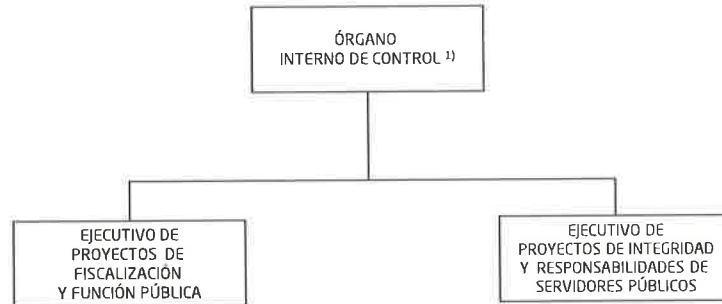 ÓRGANO
INTERNO DE CONTROL ¹⁾
EJECUTIVO DE
PROYECTOS DE
FISCALIZACIÓN
Y FUNCIÓN PÚBLICA
EJECUTIVO DE
PROYECTOS DE INTEGRIDAD
Y RESPONSABILIDADES DE
SERVIDORES PÚBLICOS